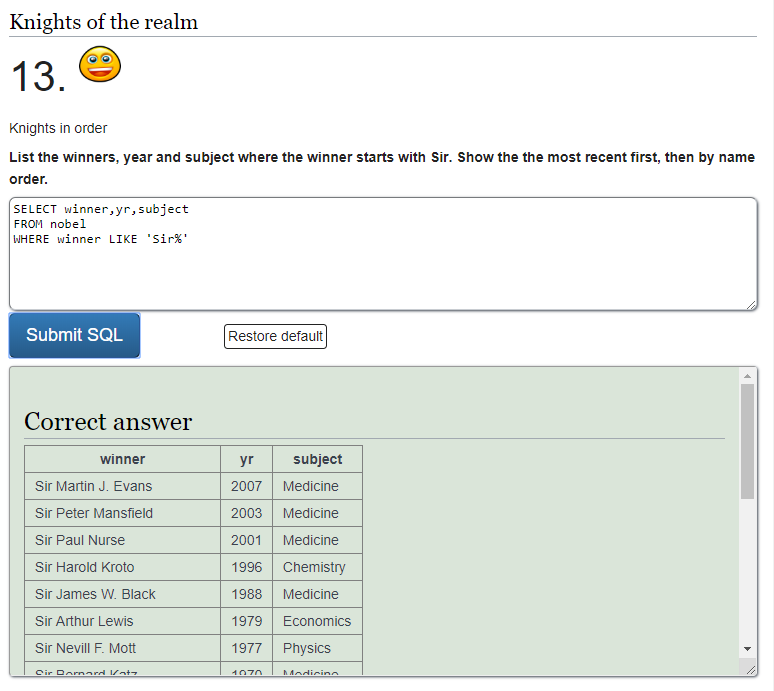 Knights of the realm
13.
Knights in order
List the winners, year and subject where the winner starts with Sir. Show the the most recent first, then by name
order.
SELECT winner,yr,subject
FROM nobel
WHERE winner LIKE 'Sir%'
Submit SQL Restore default
Correct answer
winner yr subject
Sir Martin J. Evans 2007 Medicine
Sir Peter Mansfield 2003 Medicine
Sir Paul Nurse 2001 Medicine
Sir Harold Kroto 1996 Chemistry
Sir James W. Black 1988 Medicine
Sir Arthur Lewis 1979 Economics
Sir Nevill F. Mott 1977 Physics
Sir Bernard Katz 1970 Medicine